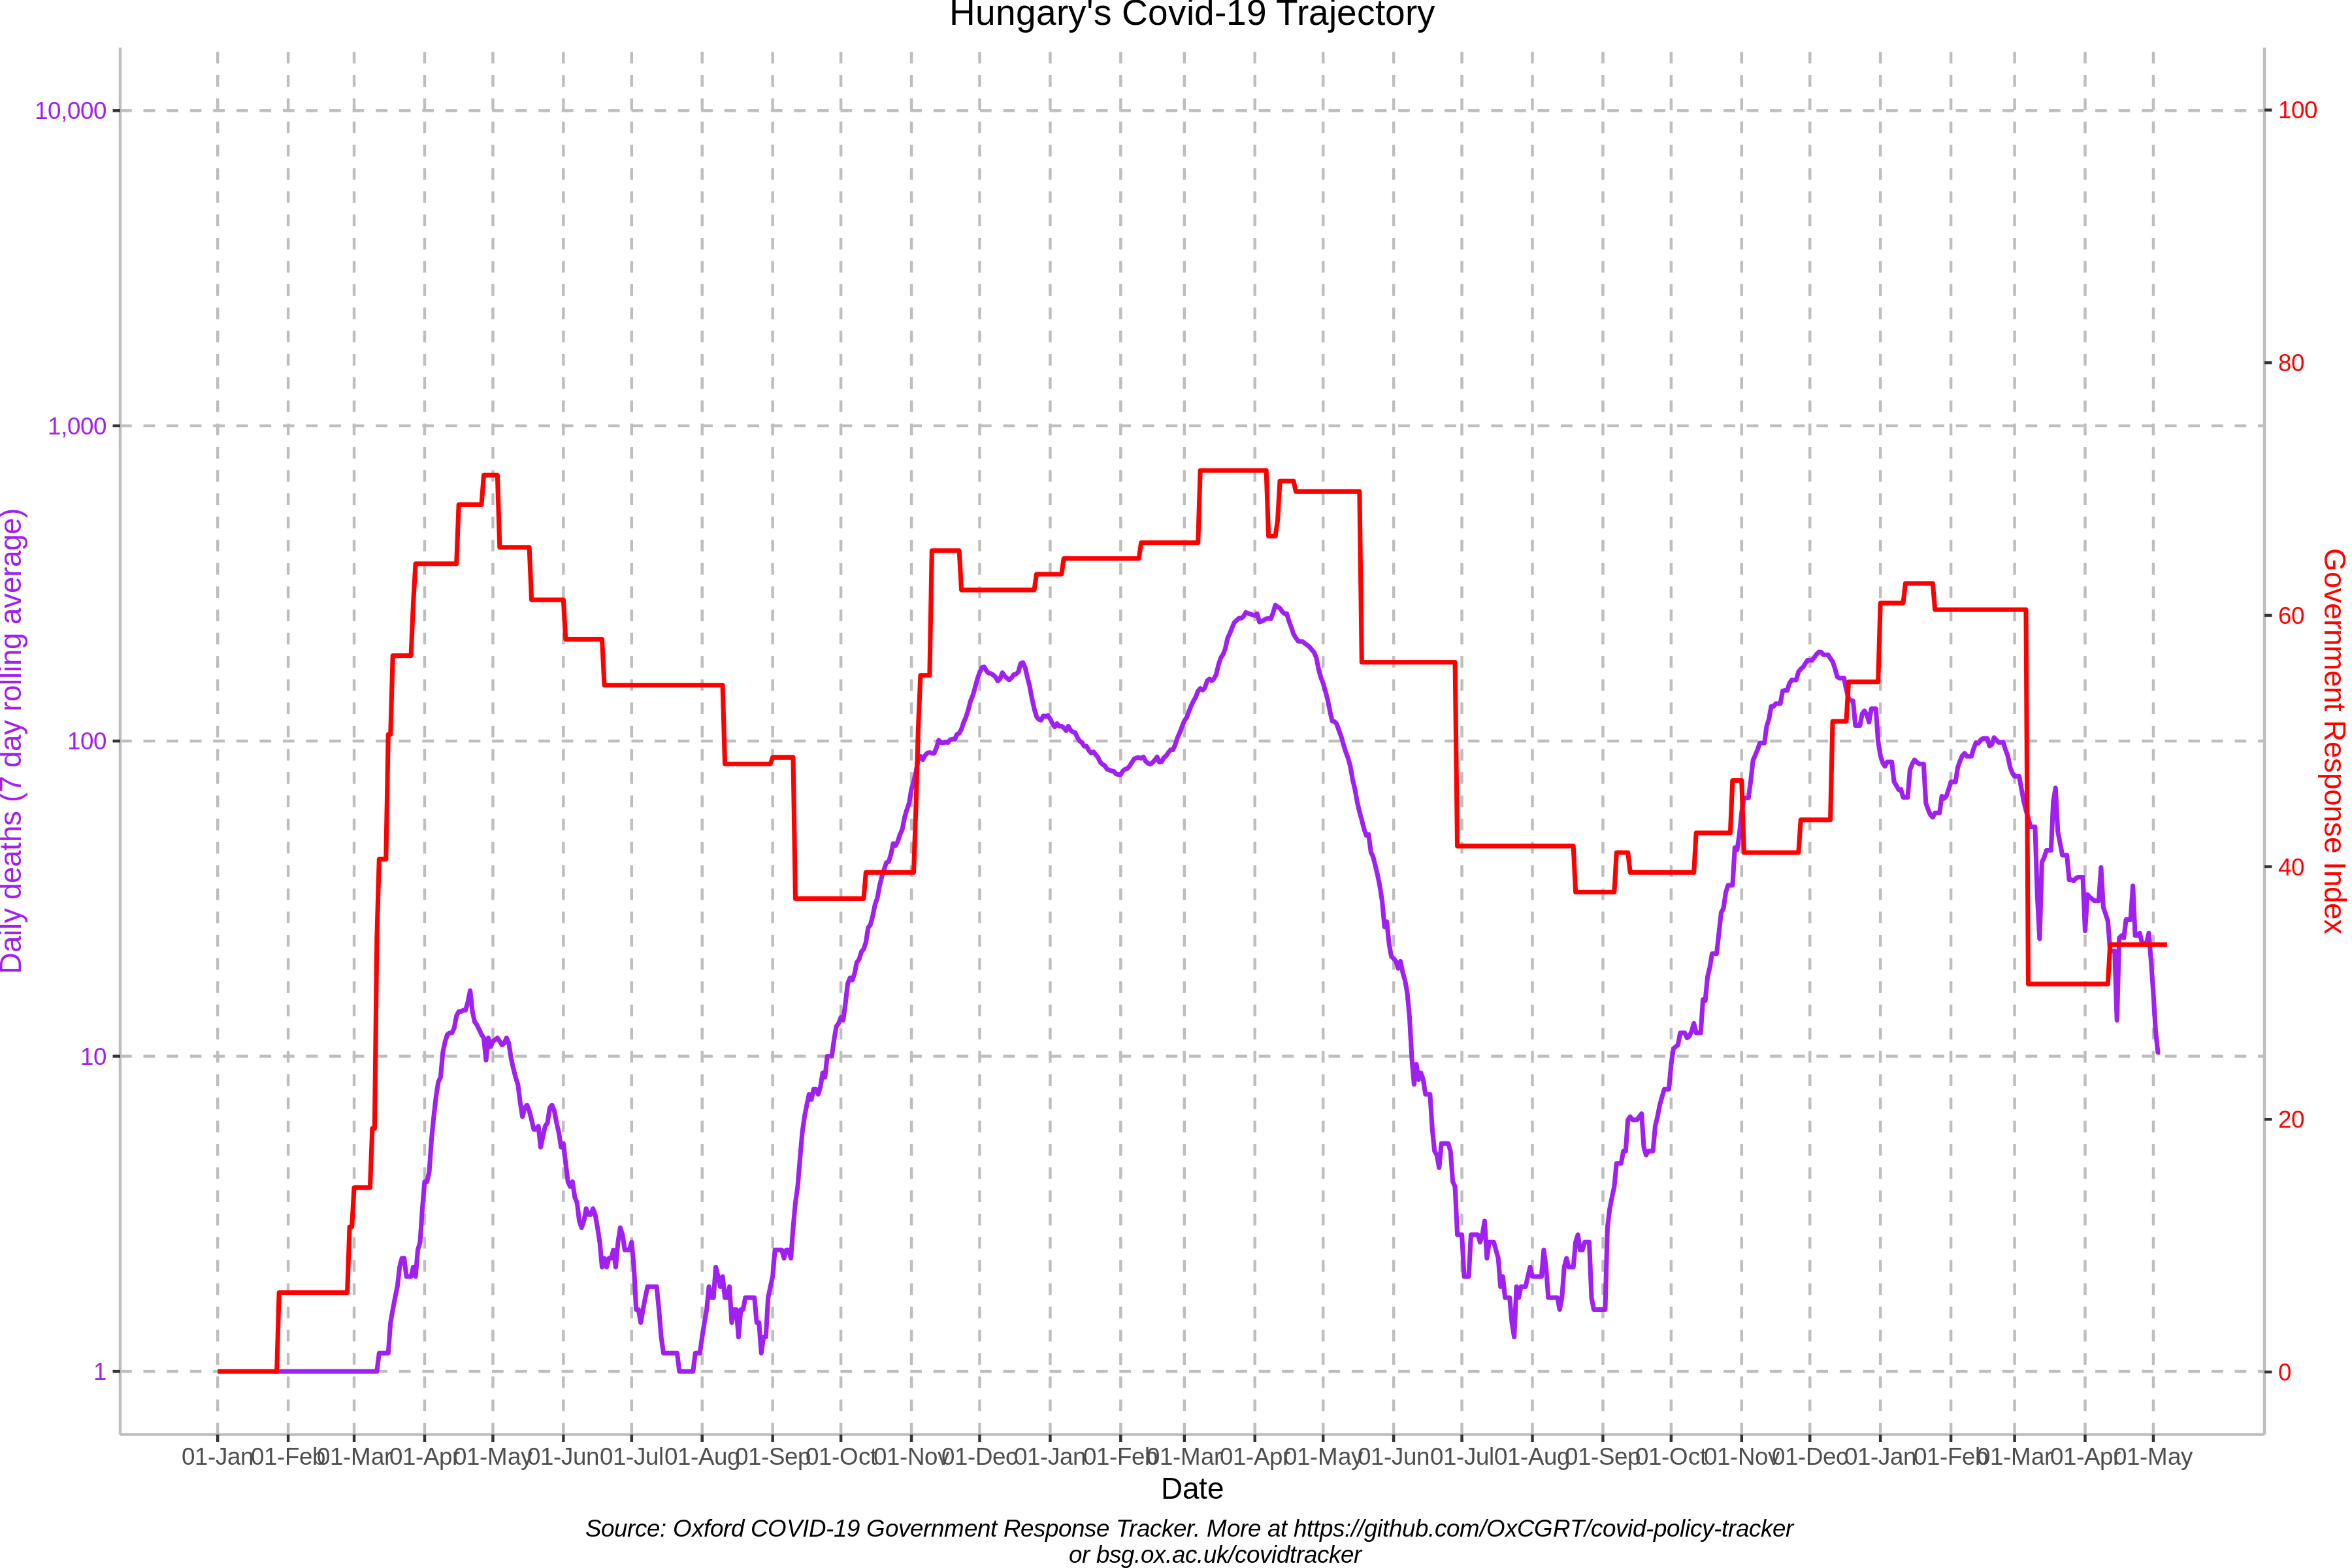 Hungary's Covid-19 Trajectory
10,000
1,000
100
10
1
Daily deaths (7 day rolling average)
100
80
60
40
20
0
Government Response Index
01-Jan 01-Feb 01-Mar 01-Apr 01-May 01-Jun 01-Jul 01-Aug 01-Sep 01-Oct 01-Nov 01-Dec 01-Jan 01-Feb 01-Mar 01-Apr 01-May 01-Jun 01-Jul 01-Aug 01-Sep 01-Oct 01-Nov 01-Dec 01-Jan 01-Feb 01-Mar 01-Apr 01-May
Date
Source: Oxford COVID-19 Government Response Tracker. More at https://github.com/OxCGRT/covid-policy-tracker
or bsg.ox.ac.uk/covidtracker